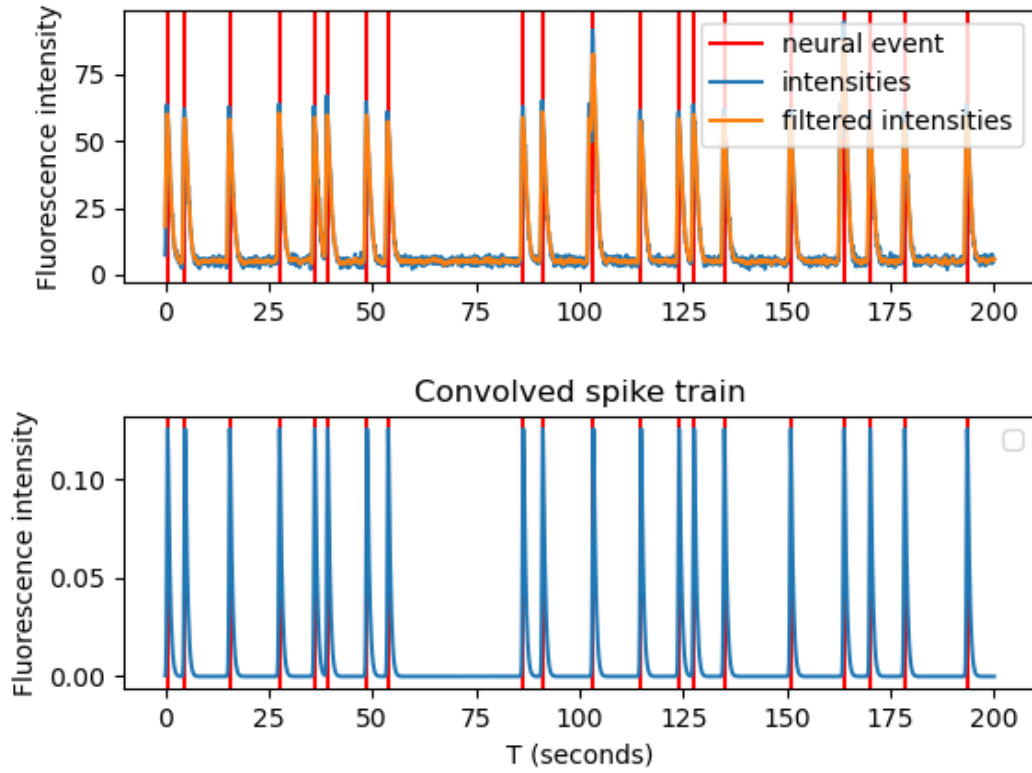 Fluorescence intensity
75
50
25
0
neural event
intensities
filtered intensities
0 25 50 75 100 125 150 175 200
Convolved spike train
Fluorescence intensity
0.10
0.05
0.00
0 25 50 75 100 125 150 175 200
T (seconds)